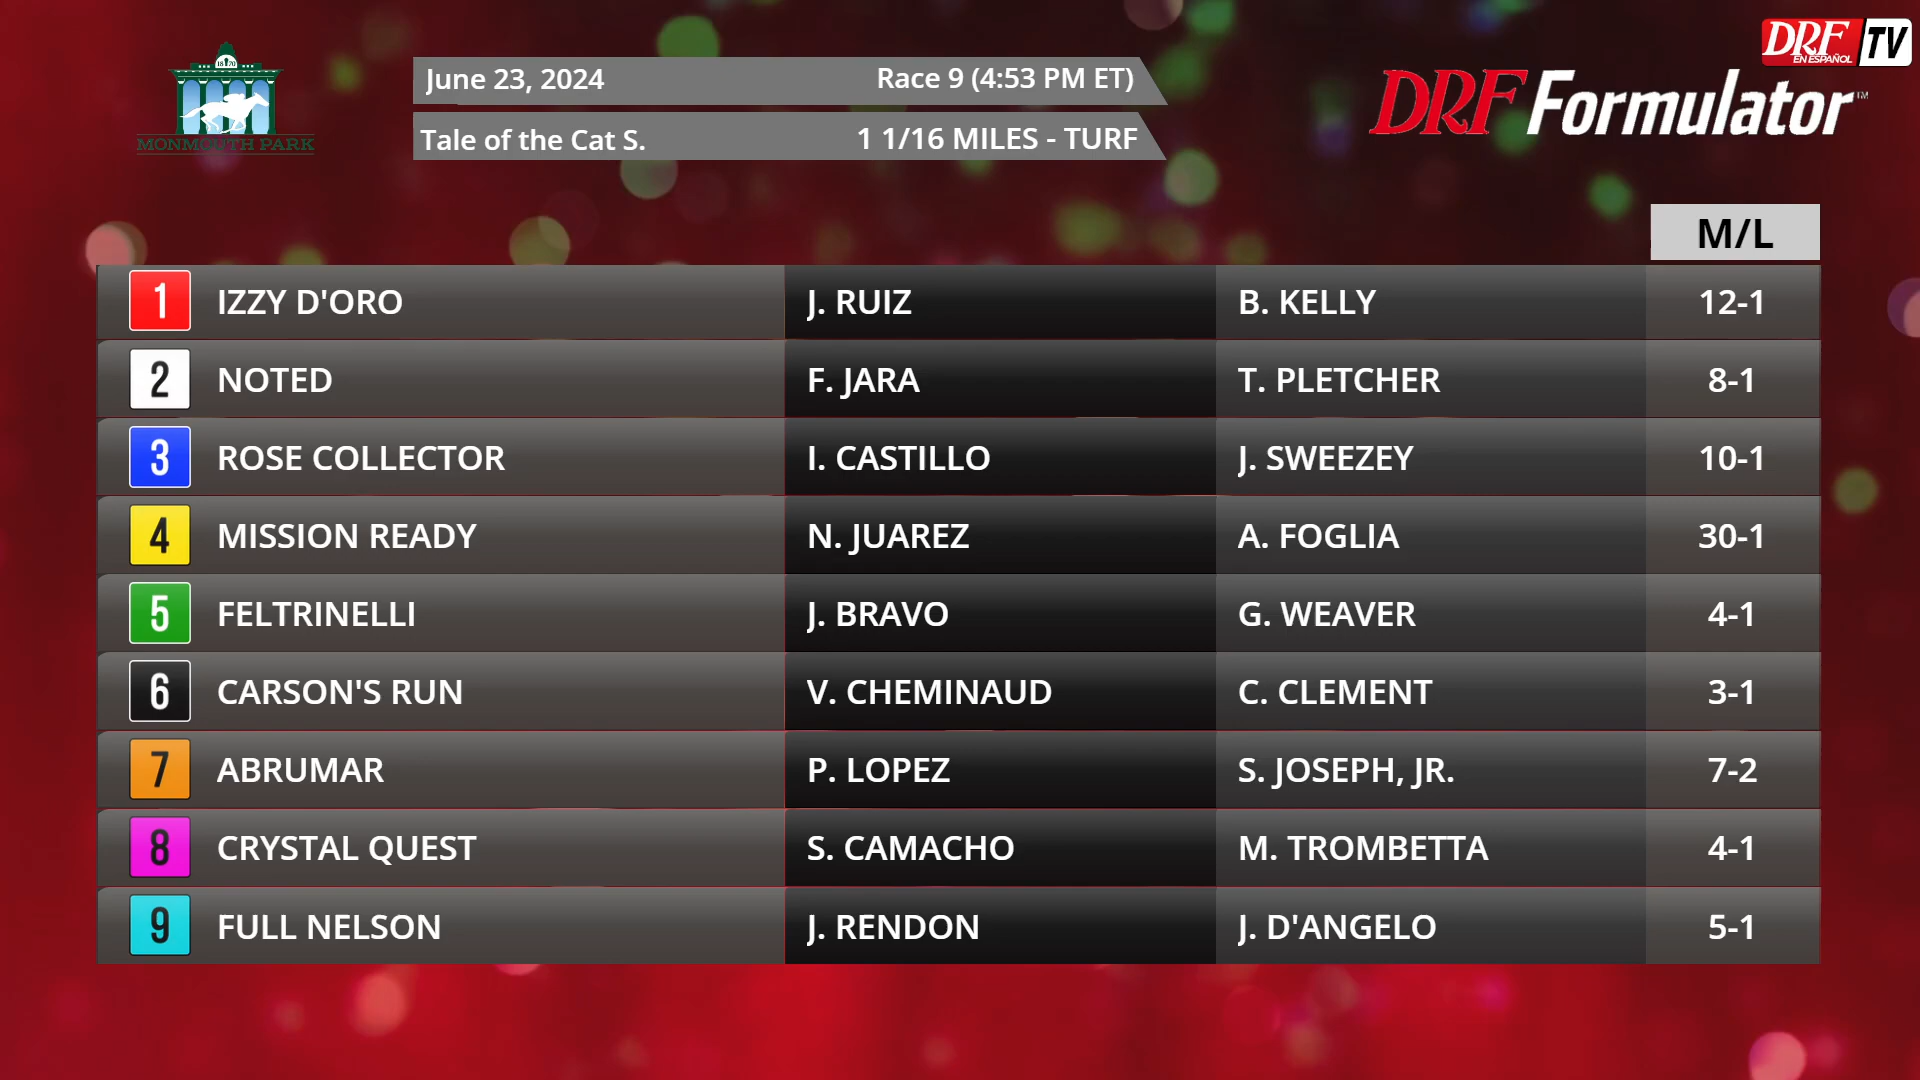 DRF TV
EN ESPAÑOL
1870
MONMOUTH PARK
June 23, 2024 Race 9 (4:53 PM ET)
Tale of the Cat S. 1 1/16 MILES - TURF
DRF Formulator™
M/L
1 IZZY D'ORO J. RUIZ B. KELLY 12-1
2 NOTED F. JARA T. PLETCHER 8-1
3 ROSE COLLECTOR I. CASTILLO J. SWEEZEY 10-1
4 MISSION READY N. JUAREZ A. FOGLIA 30-1
5 FELTRINELLI J. BRAVO G. WEAVER 4-1
6 CARSON'S RUN V. CHEMINAUD C. CLEMENT 3-1
7 ABRUMAR P. LOPEZ S. JOSEPH, JR. 7-2
8 CRYSTAL QUEST S. CAMACHO M. TROMBETTA 4-1
9 FULL NELSON J. RENDON J. D'ANGELO 5-1